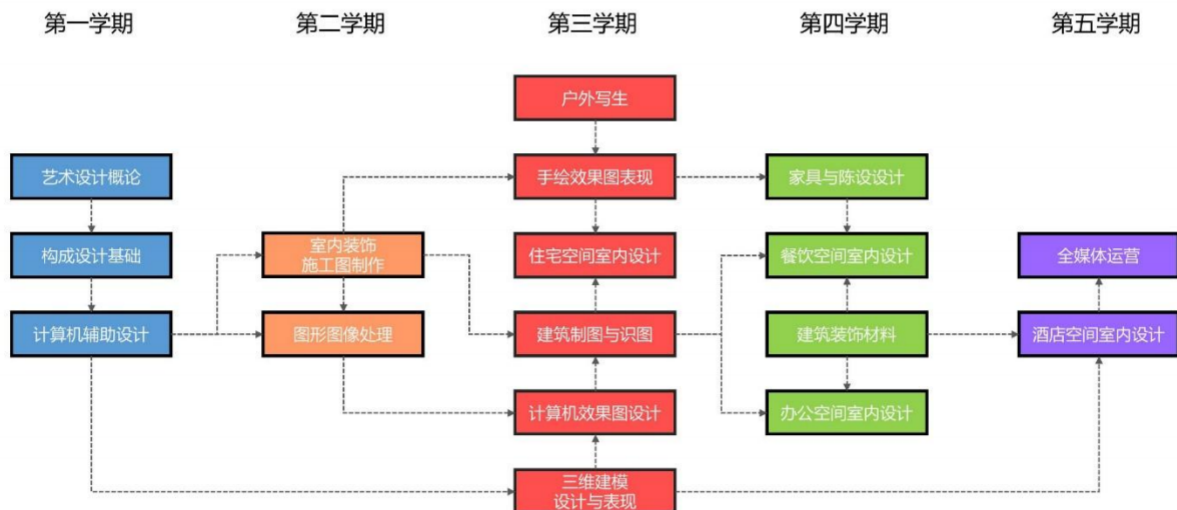 第一学期
第二学期
第三学期
第四学期
第五学期
户外写生
艺术设计概论
手绘效果图表现
家具与陈设设计
构成设计基础
室内装饰
施工图制作
住宅空间室内设计
餐饮空间室内设计
全媒体运营
计算机辅助设计
图形图像处理
建筑制图与识图
建筑装饰材料
酒店空间室内设计
计算机效果图设计
办公空间室内设计
三维建模
设计与表现